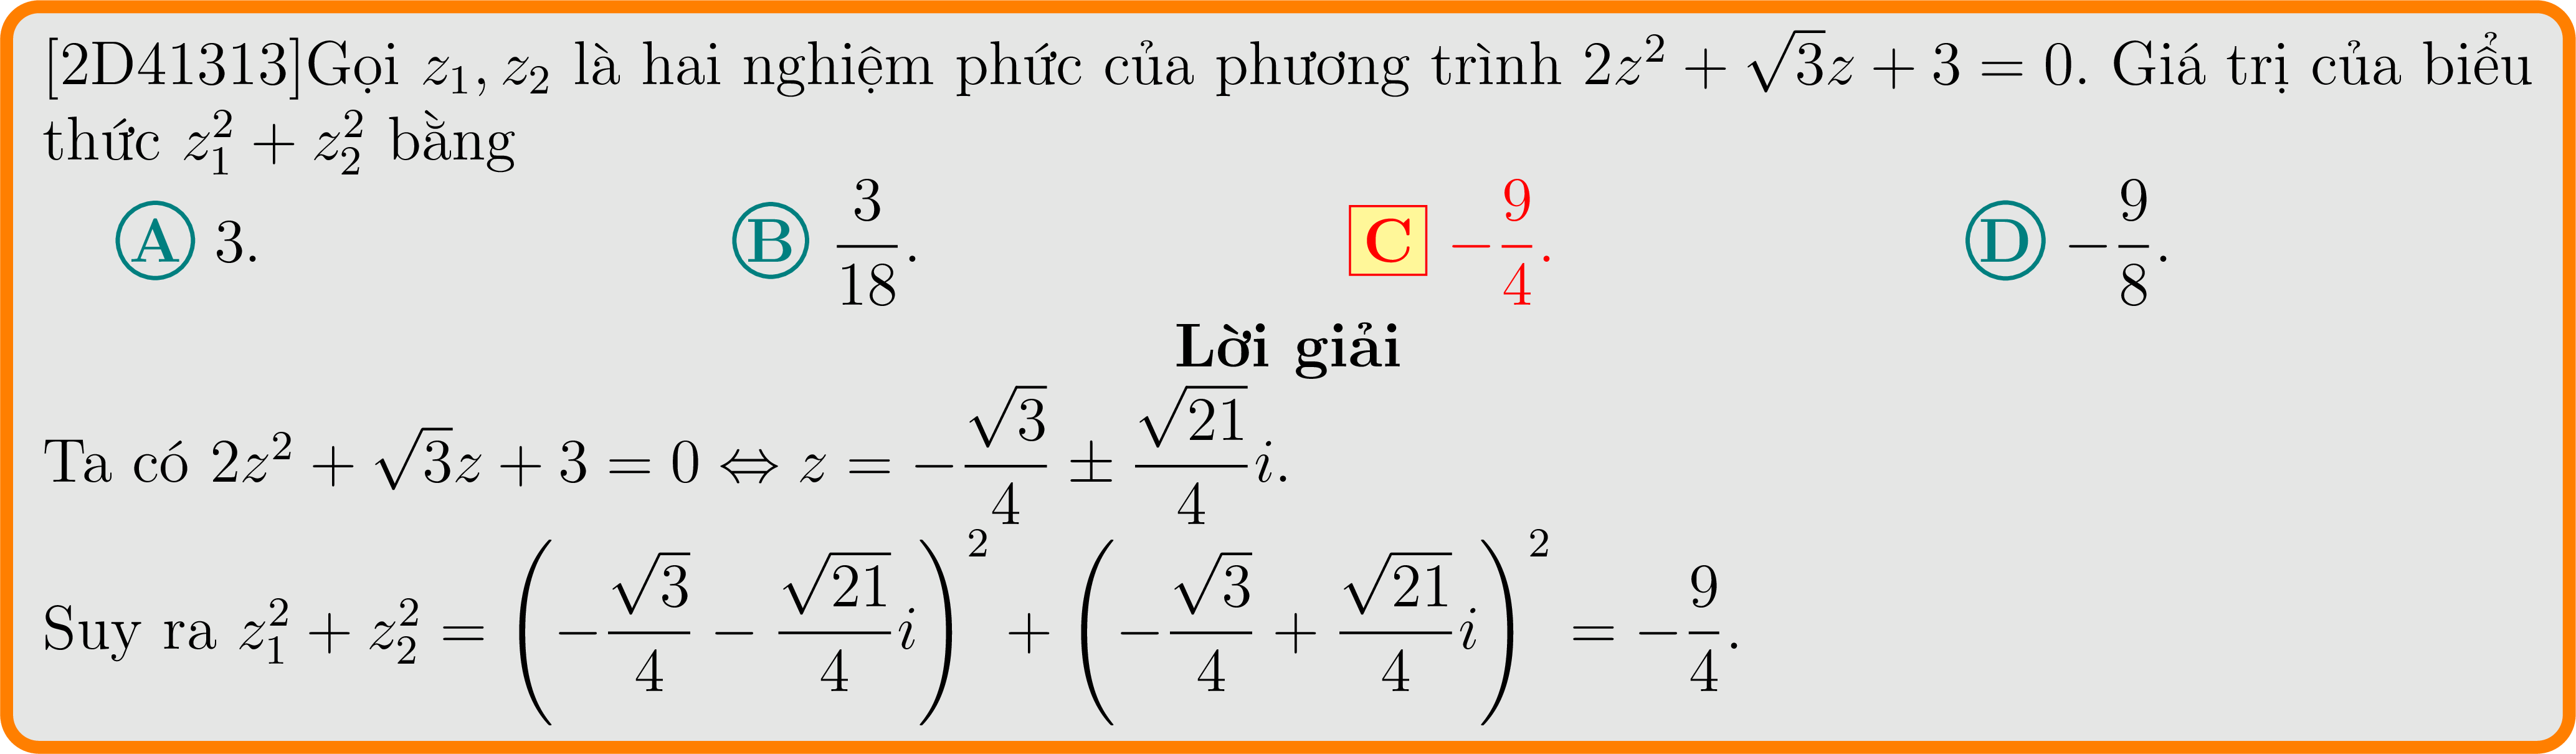 [2D41313]Gọi $z_1, z_2$ là hai nghiệm phức của phương trình $2z^2 + \sqrt{3}z + 3 = 0$. Giá trị của biểu
thức $z_1^2 + z_2^2$ bằng
A 3. B $\frac{3}{18}$. C $-\frac{9}{4}$. D $-\frac{9}{8}$.
Lời giải
Ta có $2z^2 + \sqrt{3}z + 3 = 0 \Leftrightarrow z = -\frac{\sqrt{3}}{4} \pm \frac{\sqrt{21}}{4}i$.
Suy ra $z_1^2 + z_2^2 = \left(-\frac{\sqrt{3}}{4} - \frac{\sqrt{21}}{4}i\right)^2 + \left(-\frac{\sqrt{3}}{4} + \frac{\sqrt{21}}{4}i\right)^2 = -\frac{9}{4}$.